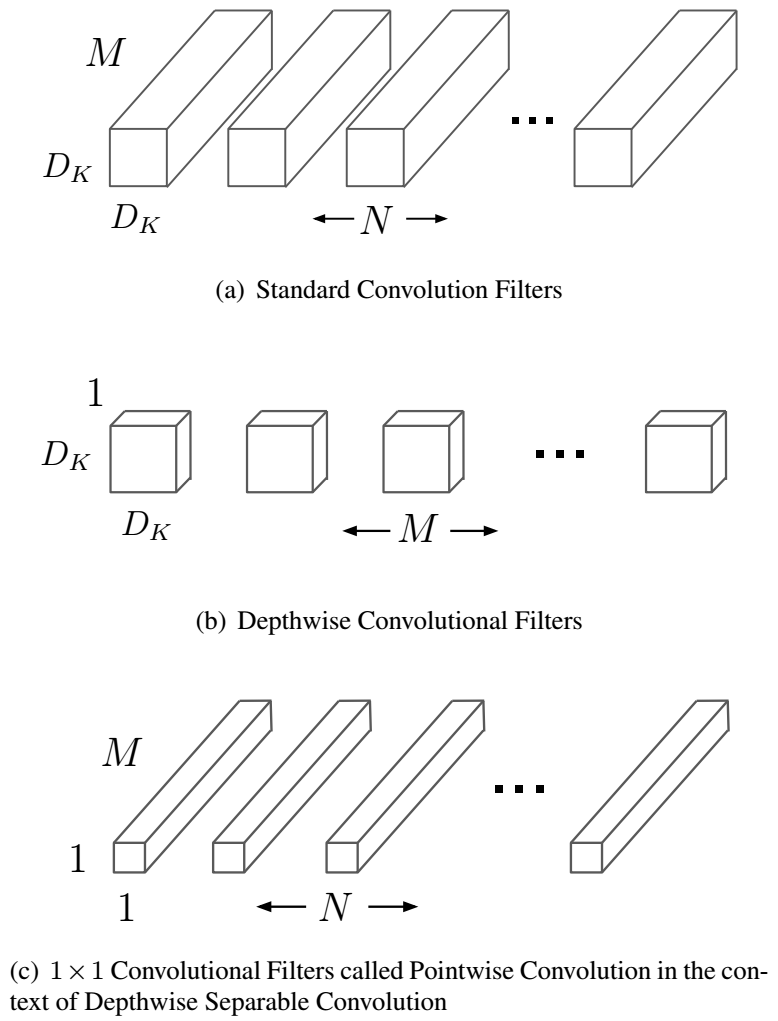 M
D_K
D_K
N
(a) Standard Convolution Filters
1
D_K
D_K
M
(b) Depthwise Convolutional Filters
M
1
1
N
(c) 1 × 1 Convolutional Filters called Pointwise Convolution in the con-
text of Depthwise Separable Convolution